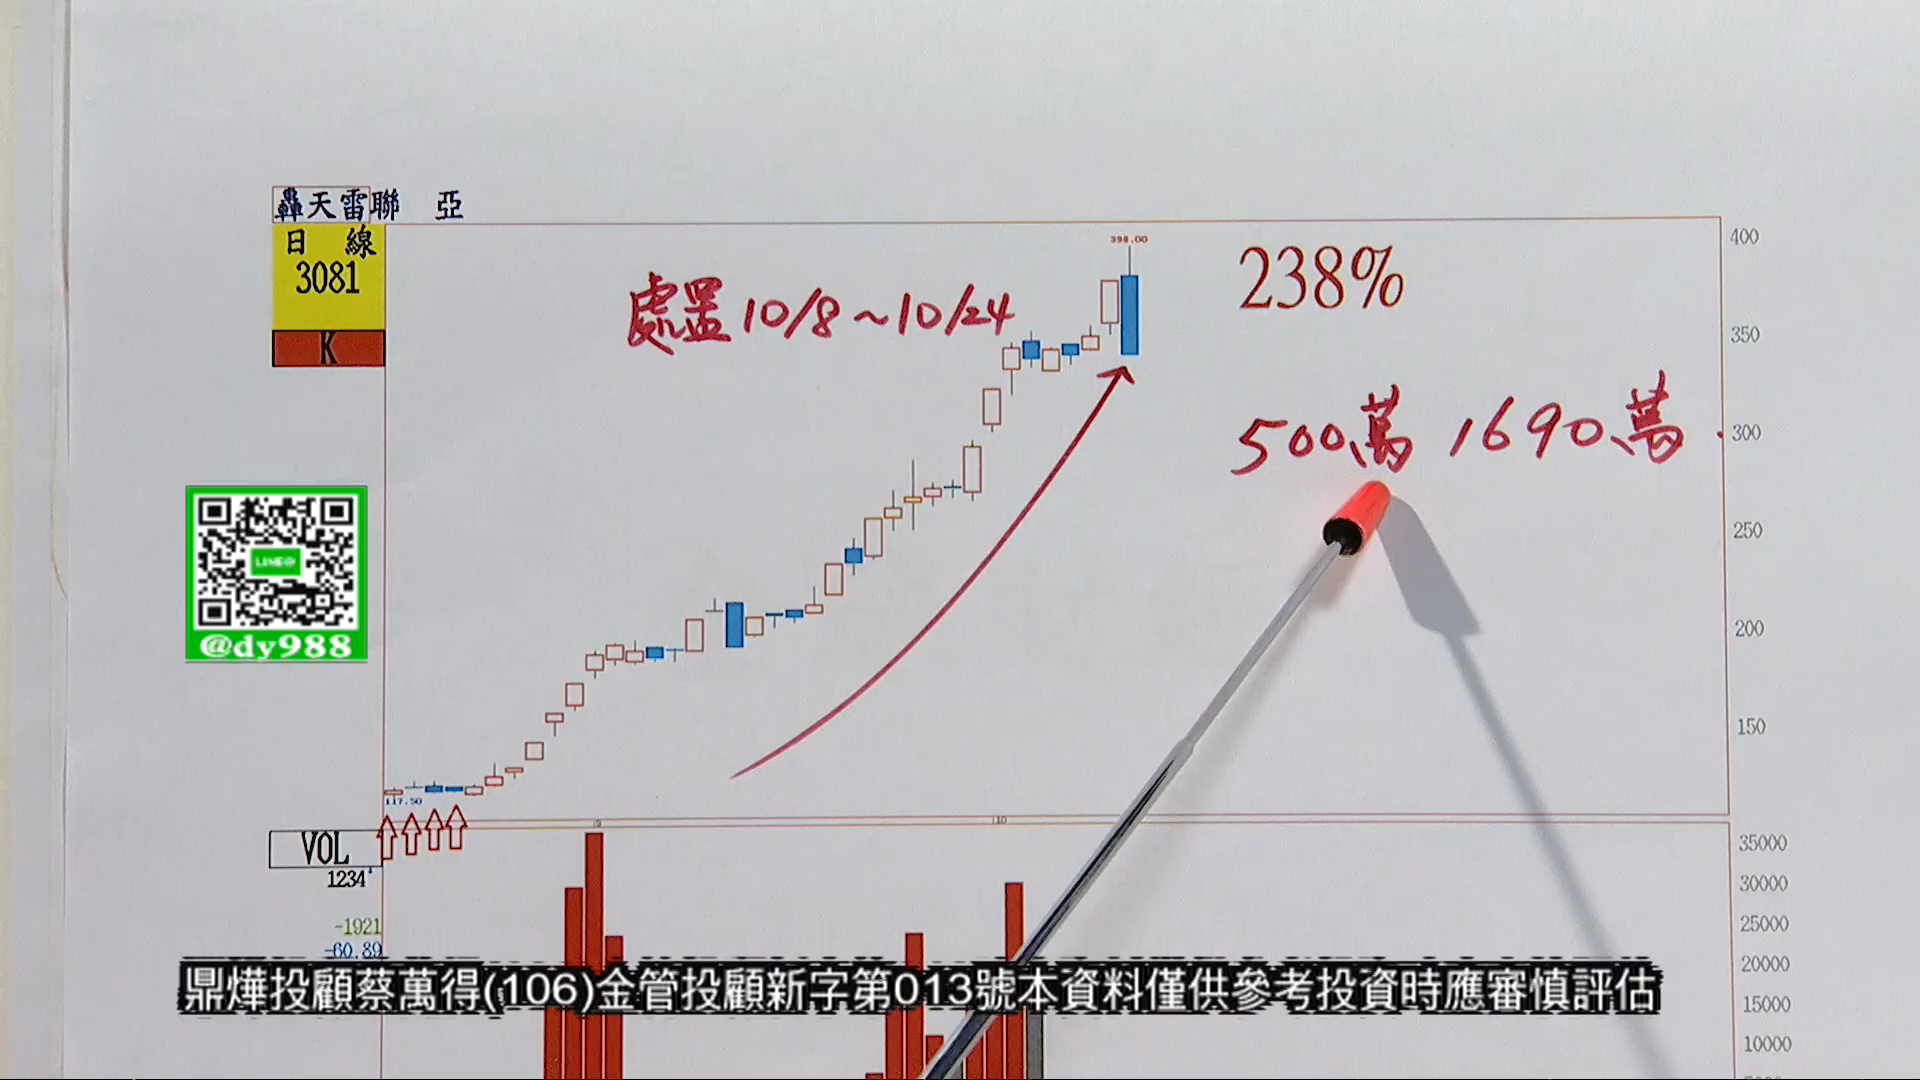 轟天雷聯 亞
日 線
3081
K
398.00
238%
處置10/8~10/24
500萬 1690萬
400
350
300
250
200
150
LINE@
@dy988
117.50
9
10
VOL
1234
-1921
-60.89
35000
30000
25000
20000
15000
10000
鼎燁投顧蔡萬得(106)金管投顧新字第013號本資料僅供參考投資時應審慎評估